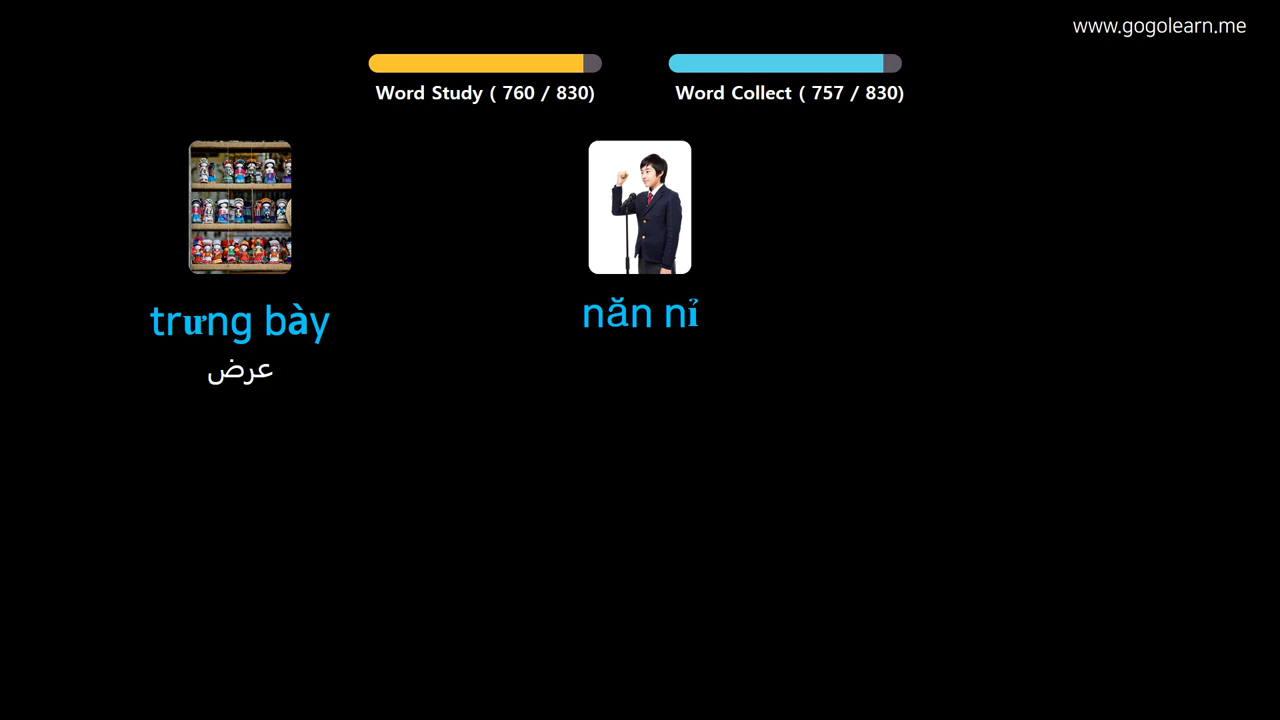 www.gogolearn.me
Word Study ( 760 / 830)
Word Collect ( 757 / 830)
trưng bày
عرض
năn nỉ